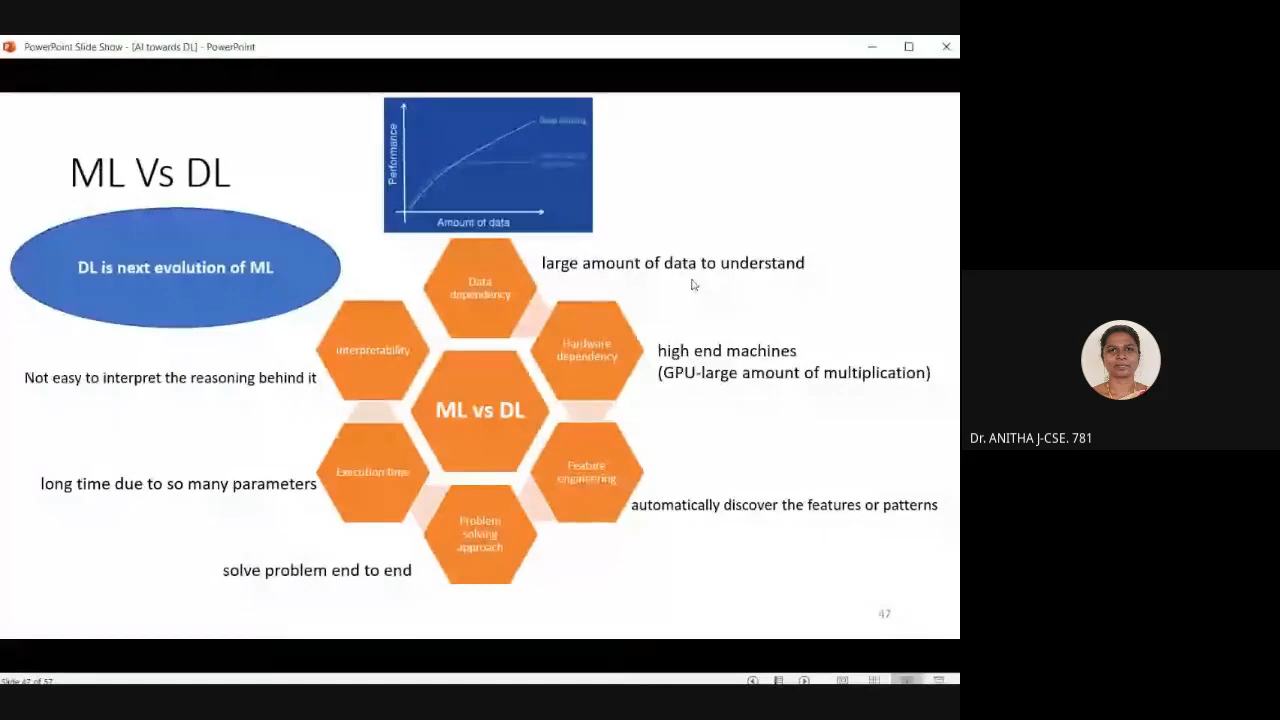 PowerPoint Slide Show - [AI towards DL] - PowerPoint
ML Vs DL
Performance
Amount of data
DL is next evolution of ML
Data
dependency
large amount of data to understand
Hardware
dependency
high end machines
(GPU-large amount of multiplication)
Interpretability
Not easy to interpret the reasoning behind it
ML vs DL
Execution time
long time due to so many parameters
Feature
engineering
automatically discover the features or patterns
Problem
solving
approach
solve problem end to end
47
Slide 47 of 57
Dr. ANITHA J-CSE. 781